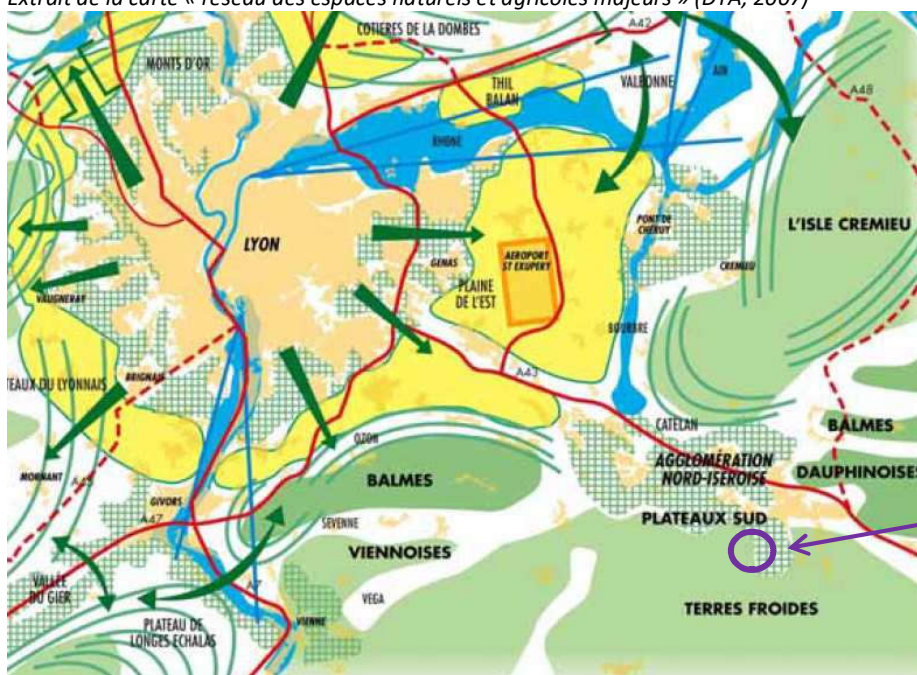 Extrait de la carte « réseau des espaces naturels et agricoles majeurs » (DTA, 2007)
COTIERES DE LA DOMBES
A42
MONTS D'OR
THIL
BALAN
VALBONNE
AIN
A48
RHONE
L'ISLE CREMIEU
PONT DE
CHERUY
LYON
GENAS
AEROPORT
ST EXUPERY
CREMIEU
PLAINE
DE L'EST
VAUGNERAY
BOURBRE
BRIGNAIS
A43
TEAUX DU LYONNAIS
CATELAN
BALMES
OZON
AGGLOMÉRATION
NORD-ISEROISE
DAUPHINOISES
MORNANT
A45
BALMES
GIVORS
A47
SEVENNE
PLATEAUX SUD
VIENNOISES
VALLÉE
DU GIER
A7
VEGA
TERRES FROIDES
PLATEAU DE
LONGES ECHALAS
VIENNE